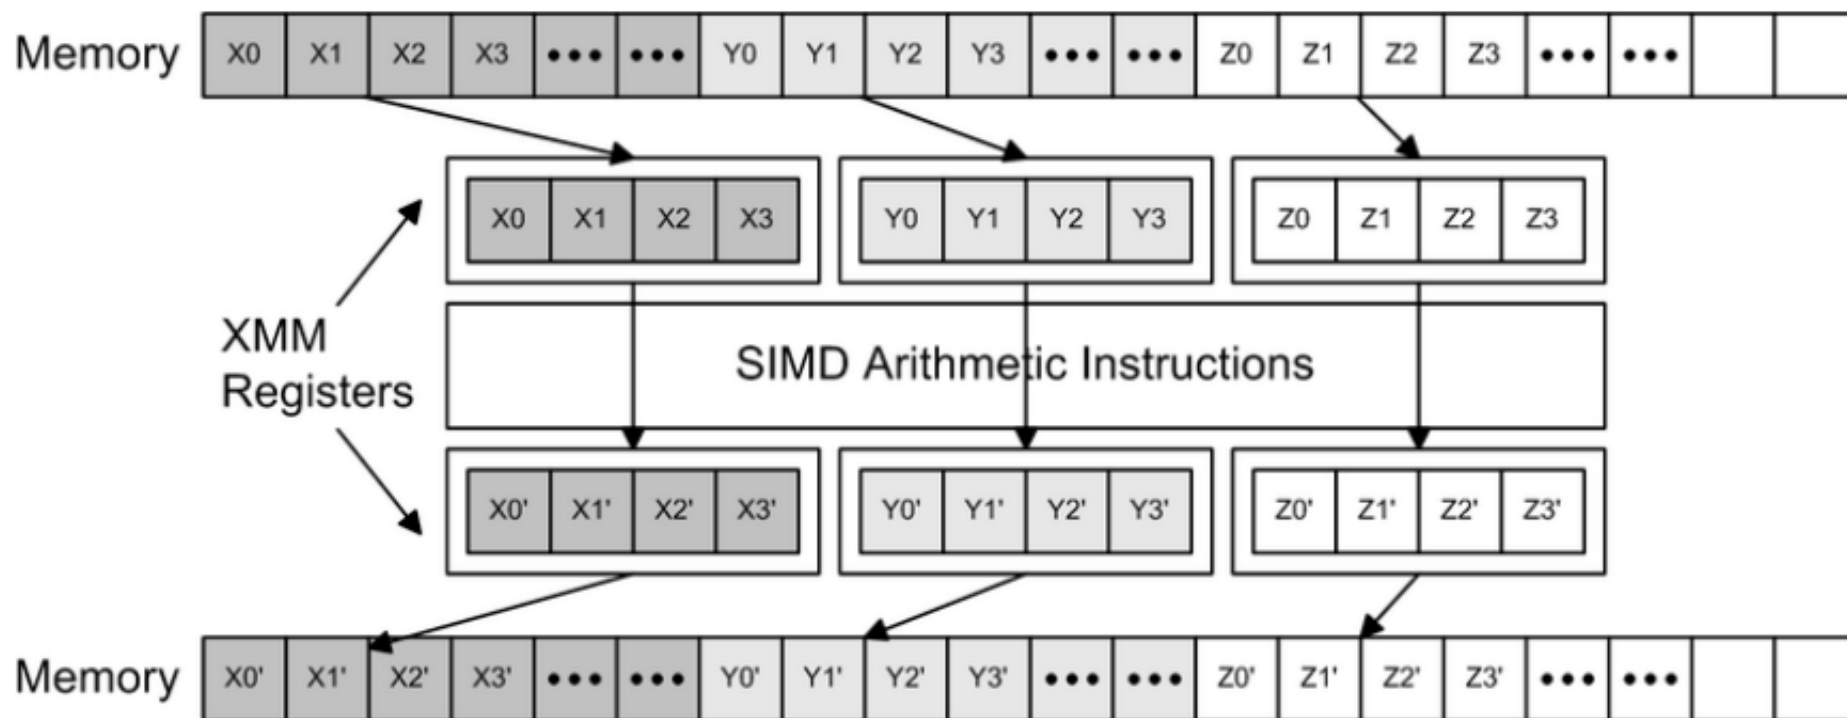 Memory X0 X1 X2 X3 ••• ••• Y0 Y1 Y2 Y3 ••• ••• Z0 Z1 Z2 Z3 ••• •••
X0 X1 X2 X3 Y0 Y1 Y2 Y3 Z0 Z1 Z2 Z3
XMM
Registers
SIMD Arithmetic Instructions
X0' X1' X2' X3' Y0' Y1' Y2' Y3' Z0' Z1' Z2' Z3'
Memory X0' X1' X2' X3' ••• ••• Y0' Y1' Y2' Y3' ••• ••• Z0' Z1' Z2' Z3' ••• •••